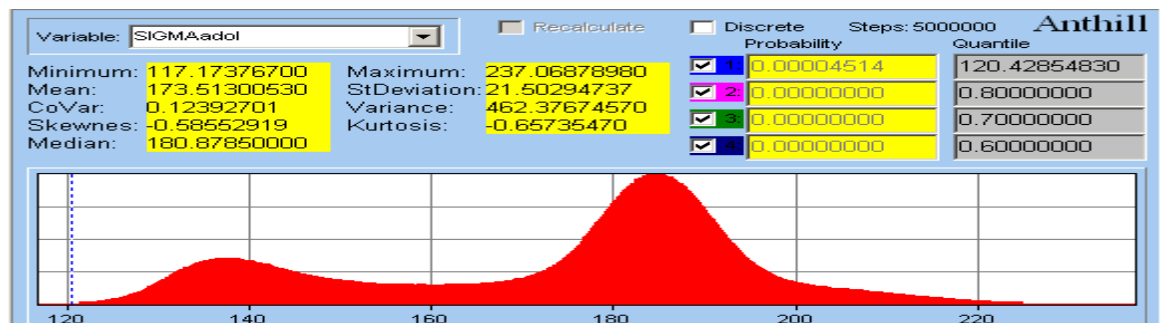 Variable: SIGMAadol
Recalculate
Discrete Steps: 5000000 Anthill
Probability Quantile
Minimum: 117.17376700 Maximum: 237.06878980
Mean: 173.51300530 StDeviation: 21.50294737
CoVar: 0.12392701 Variance: 462.37674570
Skewnes: -0.58552919 Kurtosis: -0.65735470
Median: 180.87850000
1: 0.00004514 120.42854830
2: 0.00000000 0.80000000
3: 0.00000000 0.70000000
4: 0.00000000 0.60000000
120 140 160 180 200 220